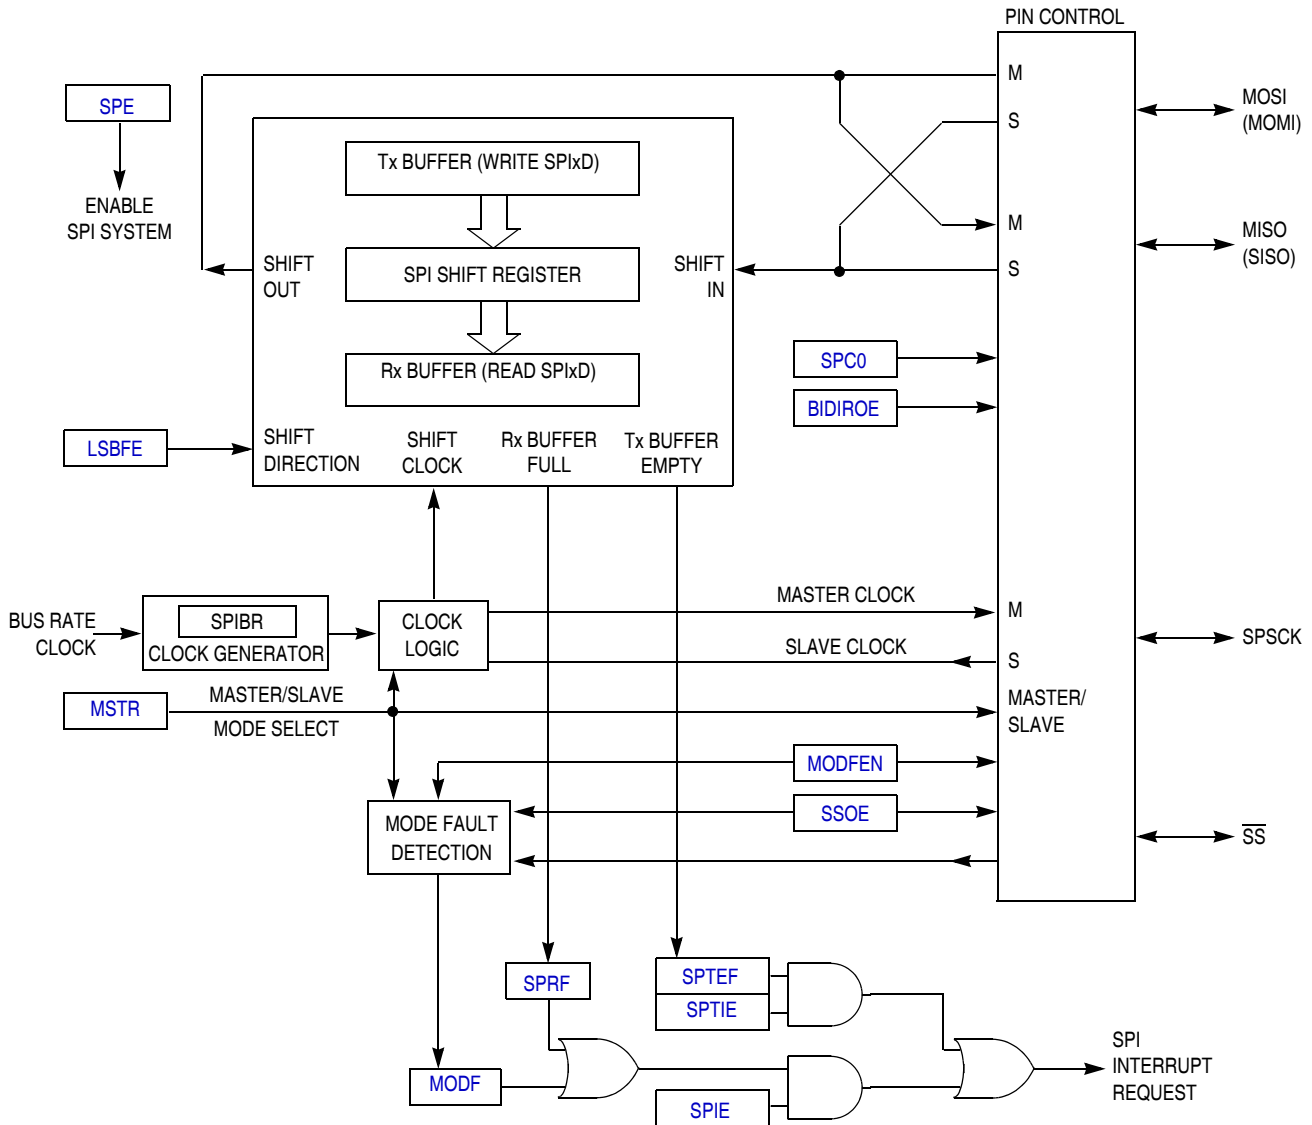 PIN CONTROL
M
SPE
MOSI
(MOMI)
S
Tx BUFFER (WRITE SPIxD)
ENABLE
SPI SYSTEM
M
MISO
(SISO)
SHIFT
OUT
SPI SHIFT REGISTER
SHIFT
IN
S
SPC0
Rx BUFFER (READ SPIxD)
BIDIROE
LSBFE
SHIFT
DIRECTION
SHIFT
CLOCK
Rx BUFFER
FULL
Tx BUFFER
EMPTY
BUS RATE
CLOCK
SPIBR
CLOCK GENERATOR
CLOCK
LOGIC
MASTER CLOCK
M
SLAVE CLOCK
S
SPSCK
MSTR
MASTER/SLAVE
MODE SELECT
MASTER/
SLAVE
MODFEN
SSOE
MODE FAULT
DETECTION
SS
SPRF
SPTEF
SPTIE
MODF
SPIE
SPI
INTERRUPT
REQUEST